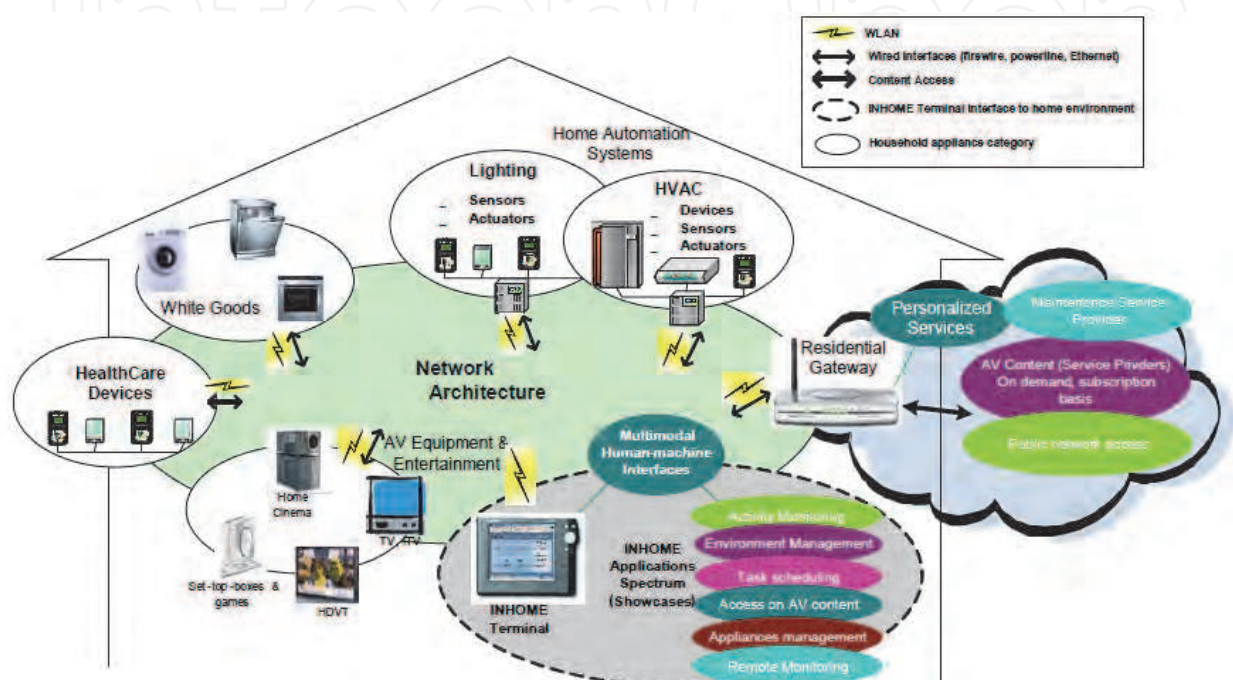 WLAN
Wired Interfaces (firewire, powerline, Ethernet)
Content Access
INHOME Terminal Interface to home environment
Household appliance category
Home Automation
Systems
Lighting
Sensors
Actuators
HVAC
Devices
Sensors
Actuators
White Goods
HealthCare
Devices
Network
Architecture
Residential
Gateway
Personalized
Services
Maintenance Service
Provider
AV Content (Service Prividers)
On demand, subscription
basis
Public network access
AV Equipment &
Entertainment
Home
Cinema
TV /ITV
Set-top-boxes &
games
HDVT
Multimodal
Human-machine
Interfaces
INHOME
Terminal
INHOME
Applications
Spectrum
(Showcases)
Activity Monitoring
Environment Management
Task scheduling
Access on AV content
Appliances management
Remote Monitoring